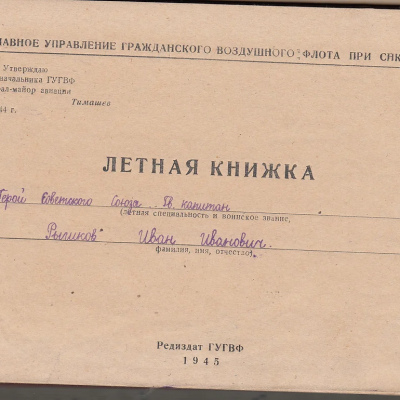 ЛАВНОЕ УПРАВЛЕНИЕ ГРАЖДАНСКОГО ВОЗДУШНОГО ФЛОТА ПРИ СНК
Утверждаю
начальника ГУГВФ
рал-майор авиации
Тимашев
44 г.
ЛЕТНАЯ КНИЖКА
Герой Советского Союза Гв. капитан
(летная специальность и воинское звание,
Рыжков Иван Иванович.
фамилия, имя, отчество)
Редиздат ГУГВФ
1945